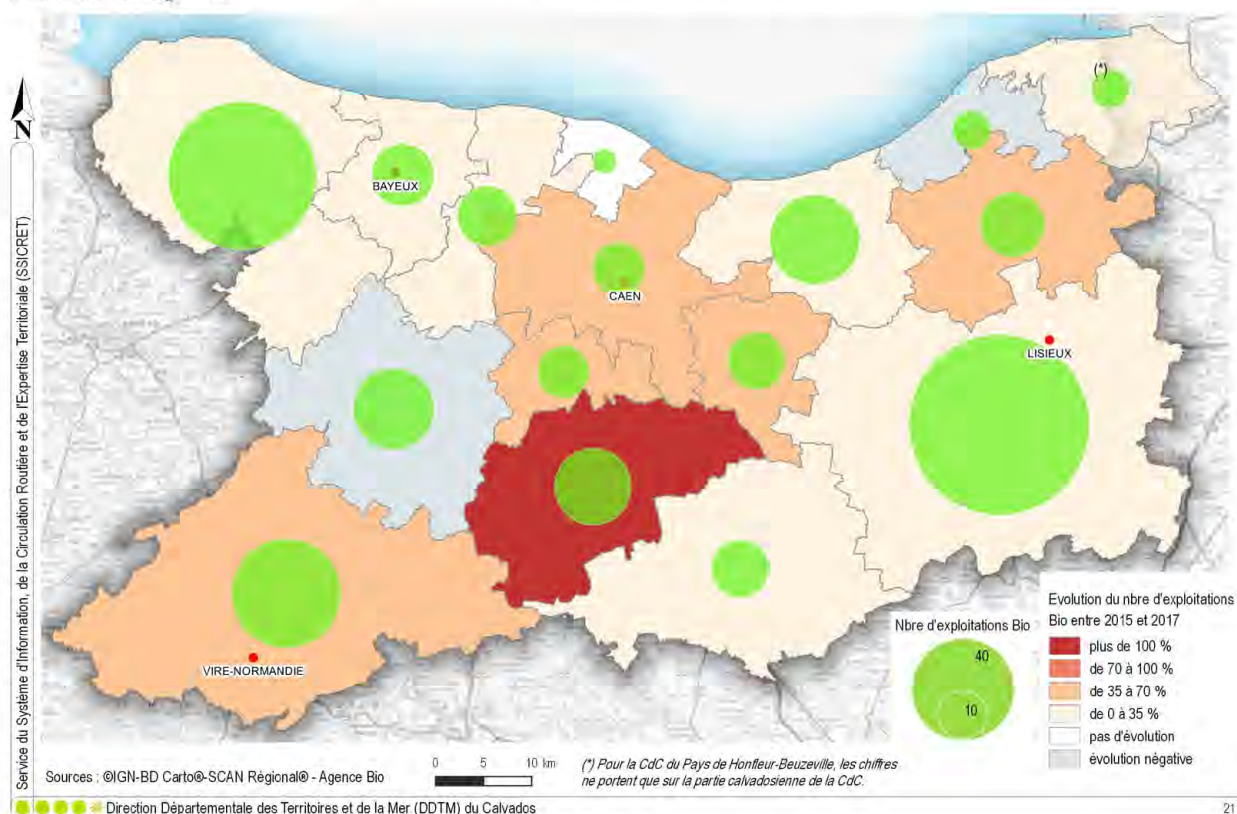 Service du Système d'Information, de la Circulation Routière et de l'Expertise Territoriale (SSICRET)
N
(*)
BAYEUX
CAEN
LISIEUX
VIRE-NORMANDIE
Nbre d'exploitations Bio
40
10
Evolution du nbre d'exploitations
Bio entre 2015 et 2017
plus de 100 %
de 70 à 100 %
de 35 à 70 %
de 0 à 35 %
pas d'évolution
évolution négative
Sources : ©IGN-BD Carto®-SCAN Régional® - Agence Bio
0 5 10 km
(*) Pour la CdC du Pays de Honfleur-Beuzeville, les chiffres
ne portent que sur la partie calvadosienne de la CdC.
Direction Départementale des Territoires et de la Mer (DDTM) du Calvados
21